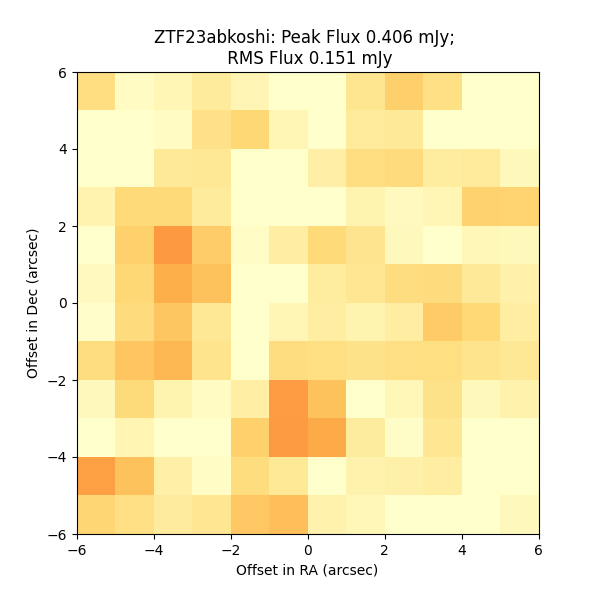 ZTF23abkoshi: Peak Flux 0.406 mJy;
RMS Flux 0.151 mJy
6
4
2
0
−2
−4
−6
Offset in Dec (arcsec)
−6 −4 −2 0 2 4 6
Offset in RA (arcsec)